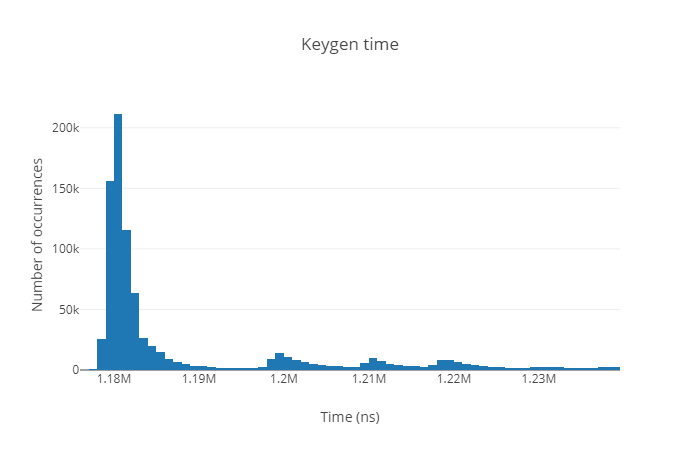 Keygen time
Number of occurrences
200k
150k
100k
50k
0
1.18M 1.19M 1.2M 1.21M 1.22M 1.23M
Time (ns)